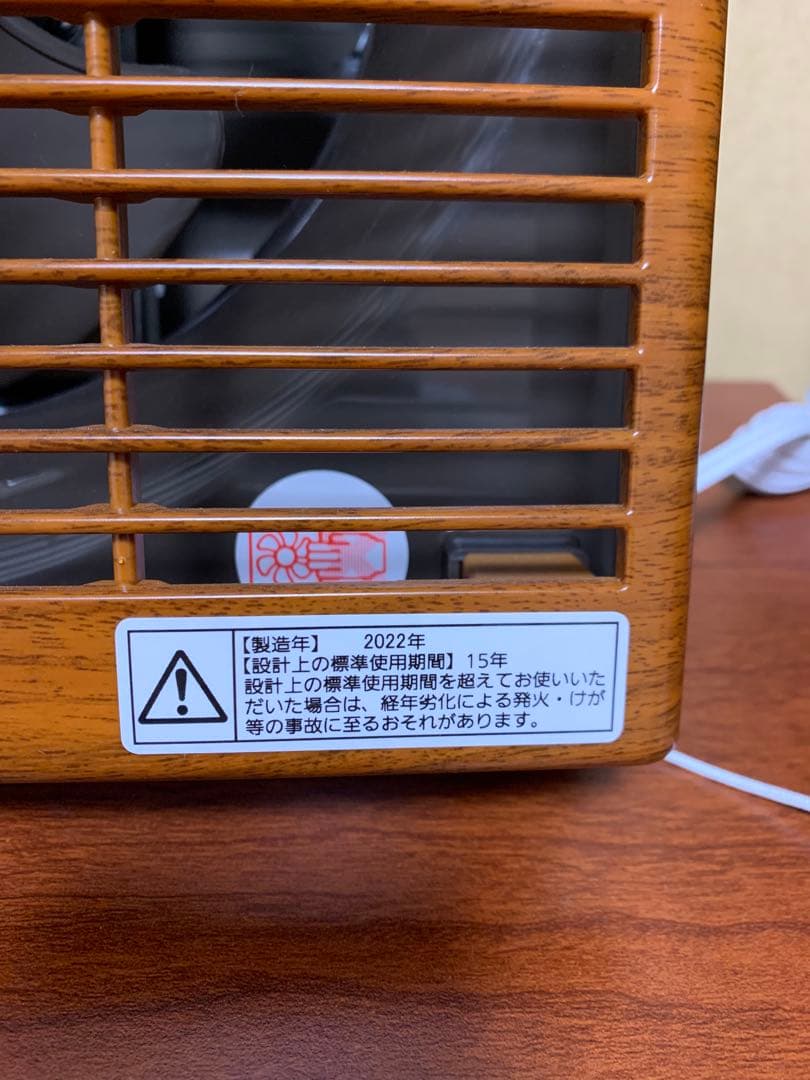 【製造年】 2022年
【設計上の標準使用期間】15年
設計上の標準使用期間を超えてお使いいた
だいた場合は、経年劣化による発火・けが
等の事故に至るおそれがあります。